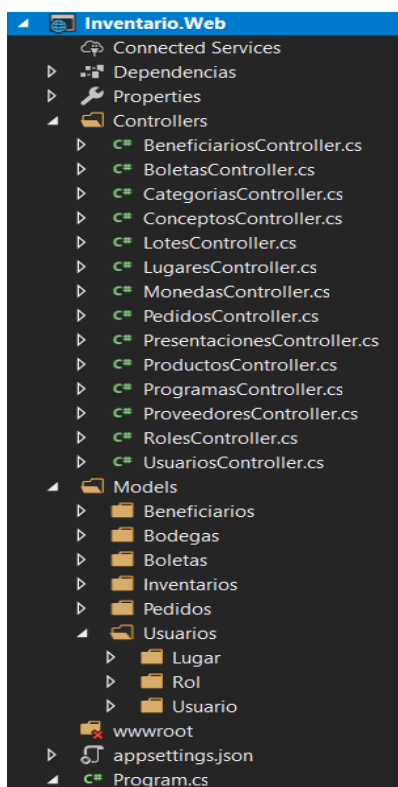 Inventario.Web
Connected Services
Dependencias
Properties
Controllers
C# BeneficiariosController.cs
C# BoletasController.cs
C# CategoriasController.cs
C# ConceptosController.cs
C# LotesController.cs
C# LugaresController.cs
C# MonedasController.cs
C# PedidosController.cs
C# PresentacionesController.cs
C# ProductosController.cs
C# ProgramasController.cs
C# ProveedoresController.cs
C# RolesController.cs
C# UsuariosController.cs
Models
Beneficiarios
Bodegas
Boletas
Inventarios
Pedidos
Usuarios
Lugar
Rol
Usuario
wwwroot
appsettings.json
C# Program.cs